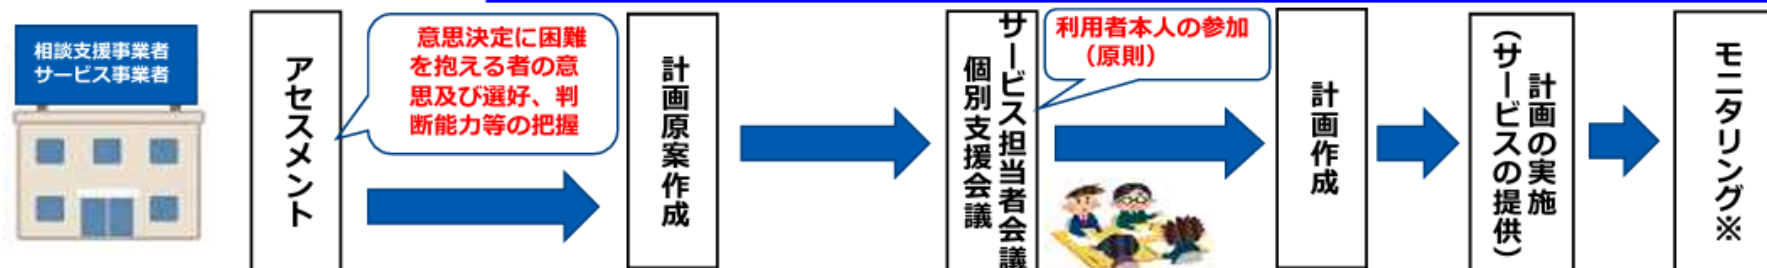 相談支援事業者
サービス事業者
アセスメント
意思決定に困難
を抱える者の意
思及び選好、判
断能力等の把握
計画原案作成
サービス担当者会議
個別支援会議
利用者本人の参加
（原則）
計画作成
計画の実施
（サービスの提供）
モニタリング※